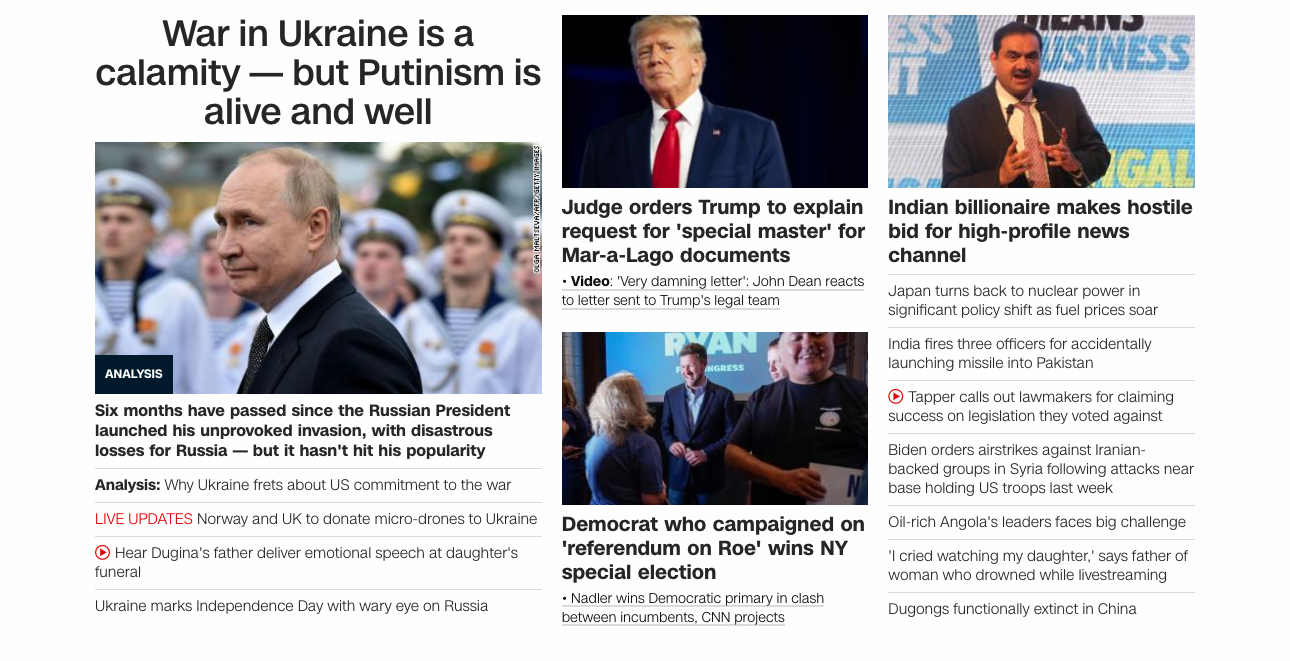 War in Ukraine is a
calamity — but Putinism is
alive and well
OLGA MALTSEVA/AFP/GETTY IMAGES
ANALYSIS
Six months have passed since the Russian President
launched his unprovoked invasion, with disastrous
losses for Russia — but it hasn't hit his popularity
Analysis: Why Ukraine frets about US commitment to the war
LIVE UPDATES Norway and UK to donate micro-drones to Ukraine
Hear Dugina's father deliver emotional speech at daughter's
funeral
Ukraine marks Independence Day with wary eye on Russia
Judge orders Trump to explain
request for 'special master' for
Mar-a-Lago documents
• Video: 'Very damning letter': John Dean reacts
to letter sent to Trump's legal team
RYAN
Democrat who campaigned on
'referendum on Roe' wins NY
special election
• Nadler wins Democratic primary in clash
between incumbents, CNN projects
MEANS
BUSINESS
Indian billionaire makes hostile
bid for high-profile news
channel
Japan turns back to nuclear power in
significant policy shift as fuel prices soar
India fires three officers for accidentally
launching missile into Pakistan
Tapper calls out lawmakers for claiming
success on legislation they voted against
Biden orders airstrikes against Iranian-
backed groups in Syria following attacks near
base holding US troops last week
Oil-rich Angola's leaders faces big challenge
'I cried watching my daughter,' says father of
woman who drowned while livestreaming
Dugongs functionally extinct in China